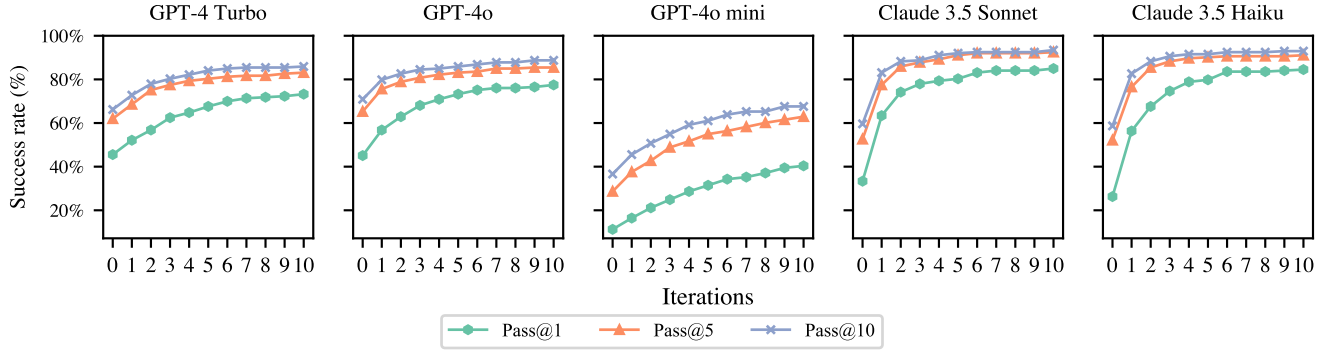 GPT-4 Turbo GPT-4o GPT-4o mini Claude 3.5 Sonnet Claude 3.5 Haiku
100%
80%
60%
40%
20%
Success rate (%)
0 1 2 3 4 5 6 7 8 9 10 0 1 2 3 4 5 6 7 8 9 10 0 1 2 3 4 5 6 7 8 9 10 0 1 2 3 4 5 6 7 8 9 10 0 1 2 3 4 5 6 7 8 9 10
Iterations
Pass@1 Pass@5 Pass@10